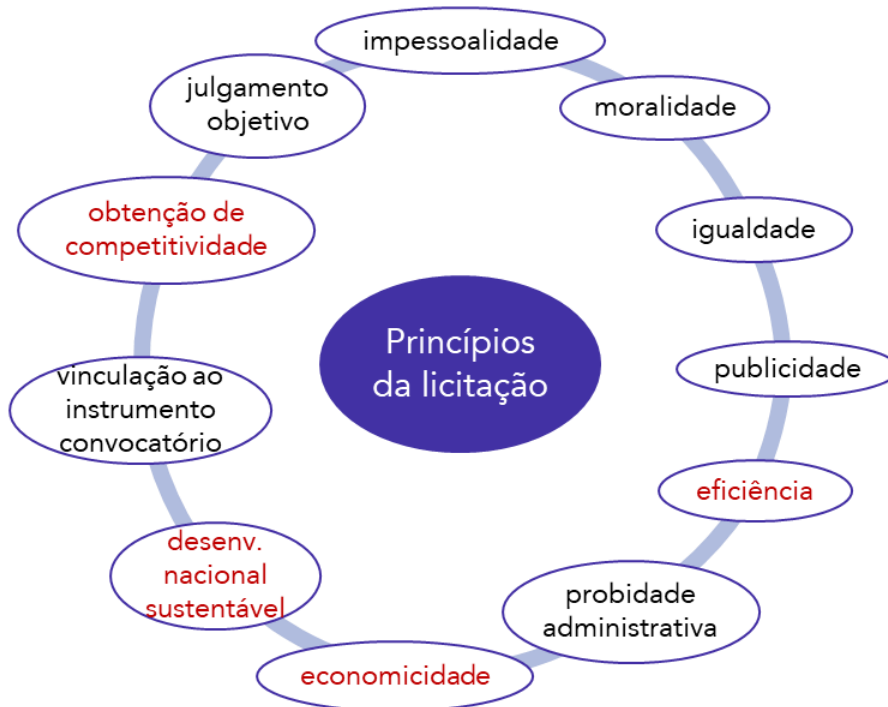 impessoalidade
moralidade
igualdade
publicidade
eficiência
probidade
administrativa
economicidade
desenv.
nacional
sustentável
vinculação ao
instrumento
convocatório
obtenção de
competitividade
julgamento
objetivo
Princípios
da licitação